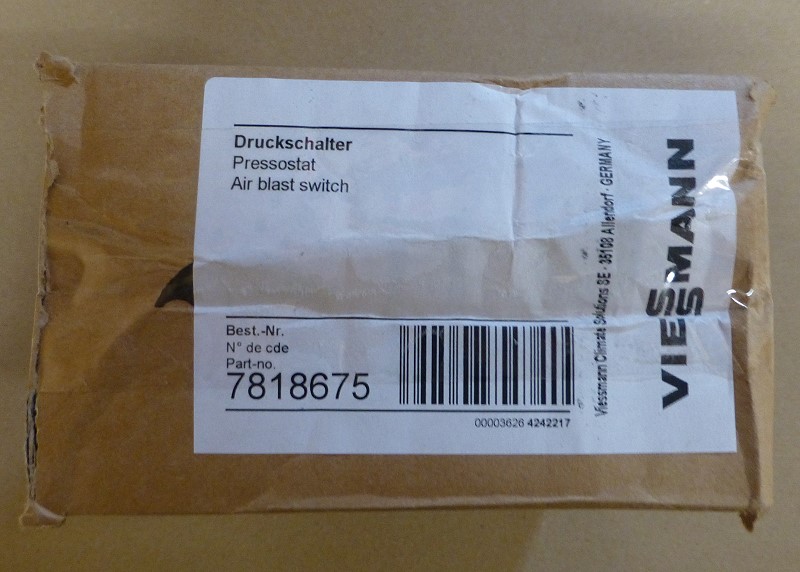 Druckschalter
Pressostat
Air blast switch
Best.-Nr.
N° de cde
Part-no.
7818675
00003626 4242217
Viessmann Climate Solutions SE · 35108 Allendorf · GERMANY
VIESSMANN